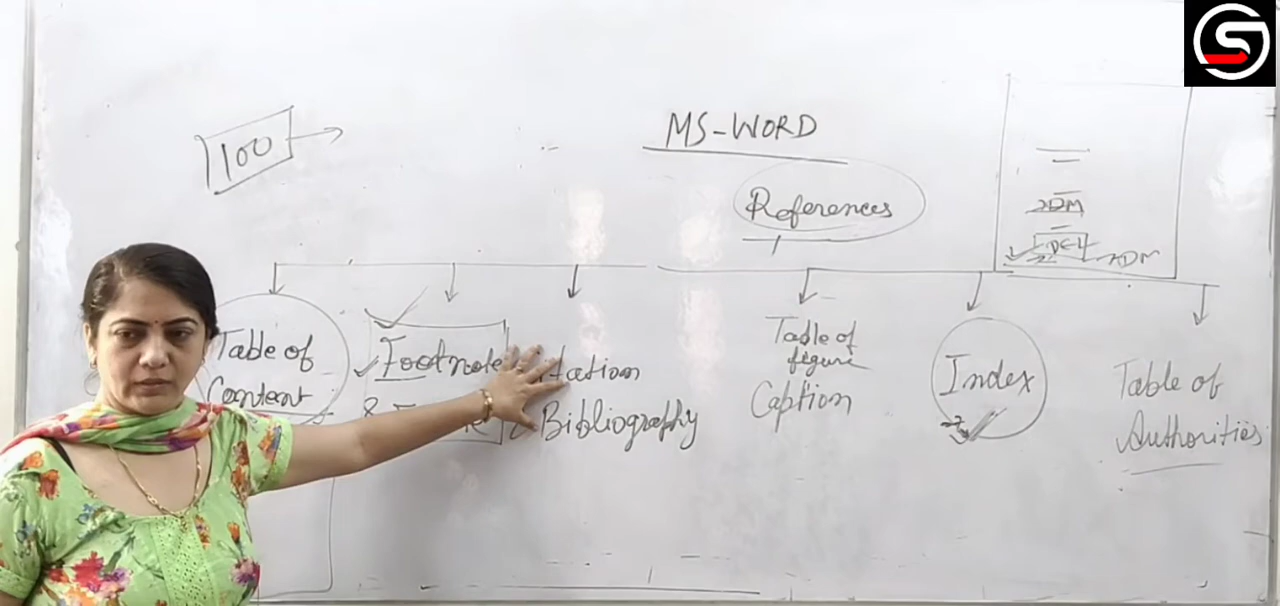 100
MS-WORD
References
Table of
Content
Footnote
&
Citation
& Bibliography
Table of
figure
Caption
Index
Table of
Authorities